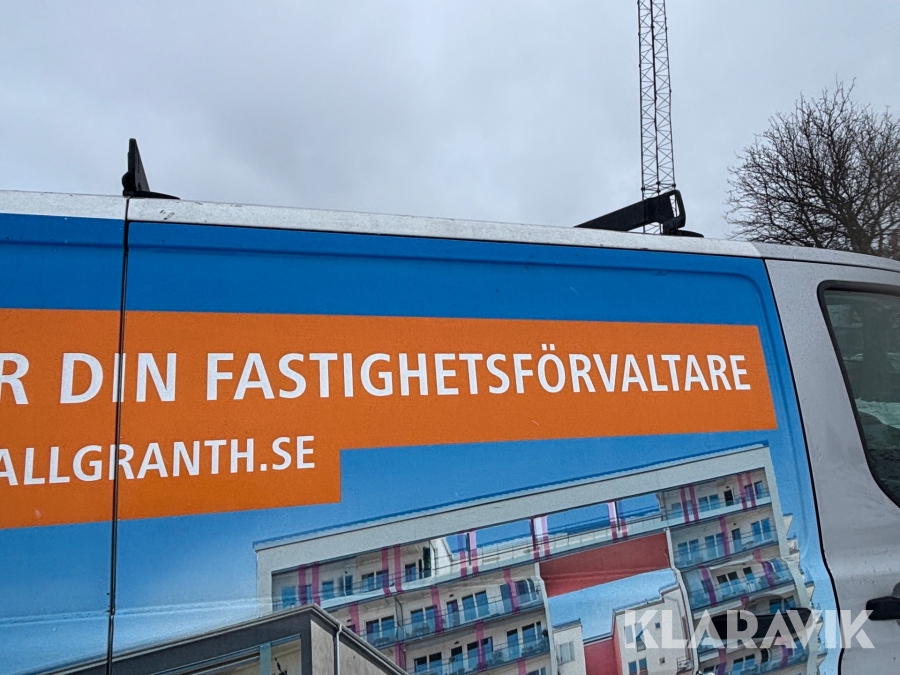 R DIN FASTIGHETSFÖRVALTARE
ALLGRANTH.SE
KLARAVIK